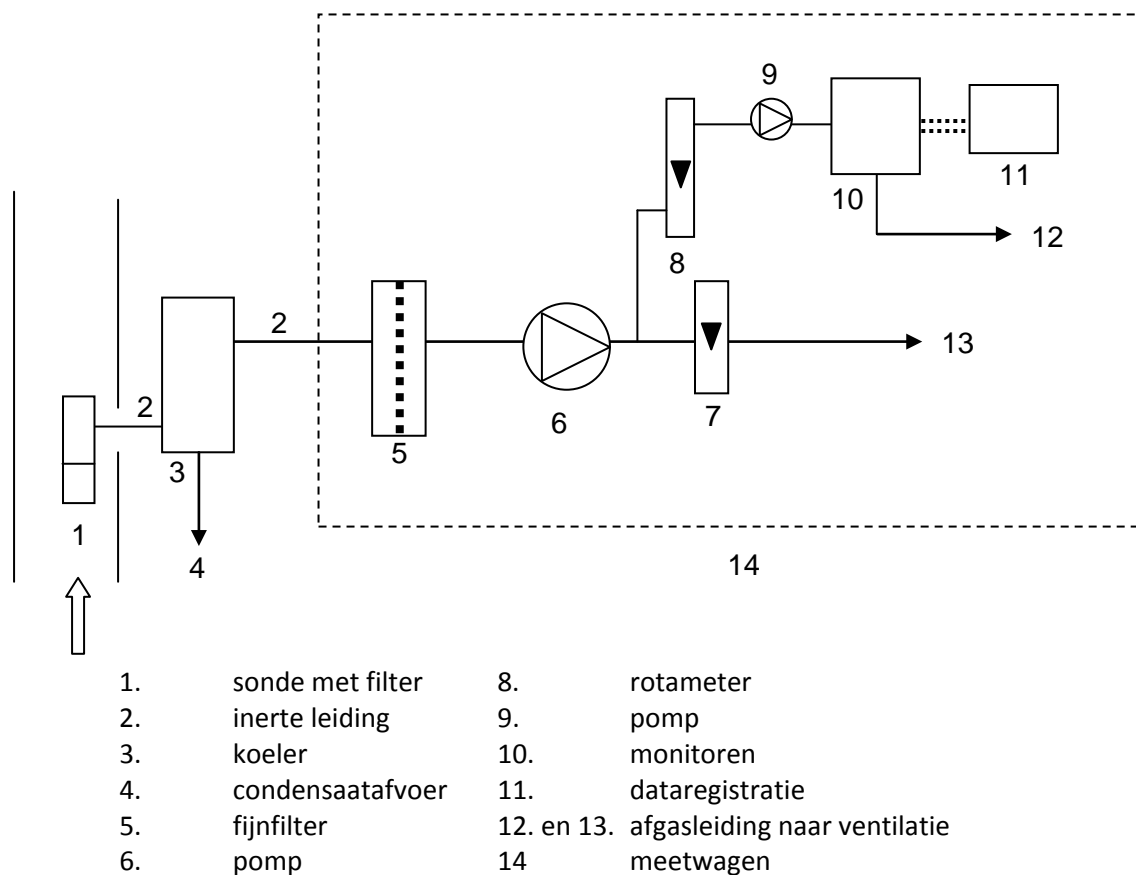 9
11
10
12
8
2
13
2
7
6
5
3
1
4
14
1. sonde met filter 8. rotameter
2. inerte leiding 9. pomp
3. koeler 10. monitoren
4. condensaatafvoer 11. dataregistratie
5. fijnfilter 12. en 13. afgasleiding naar ventilatie
6. pomp 14 meetwagen